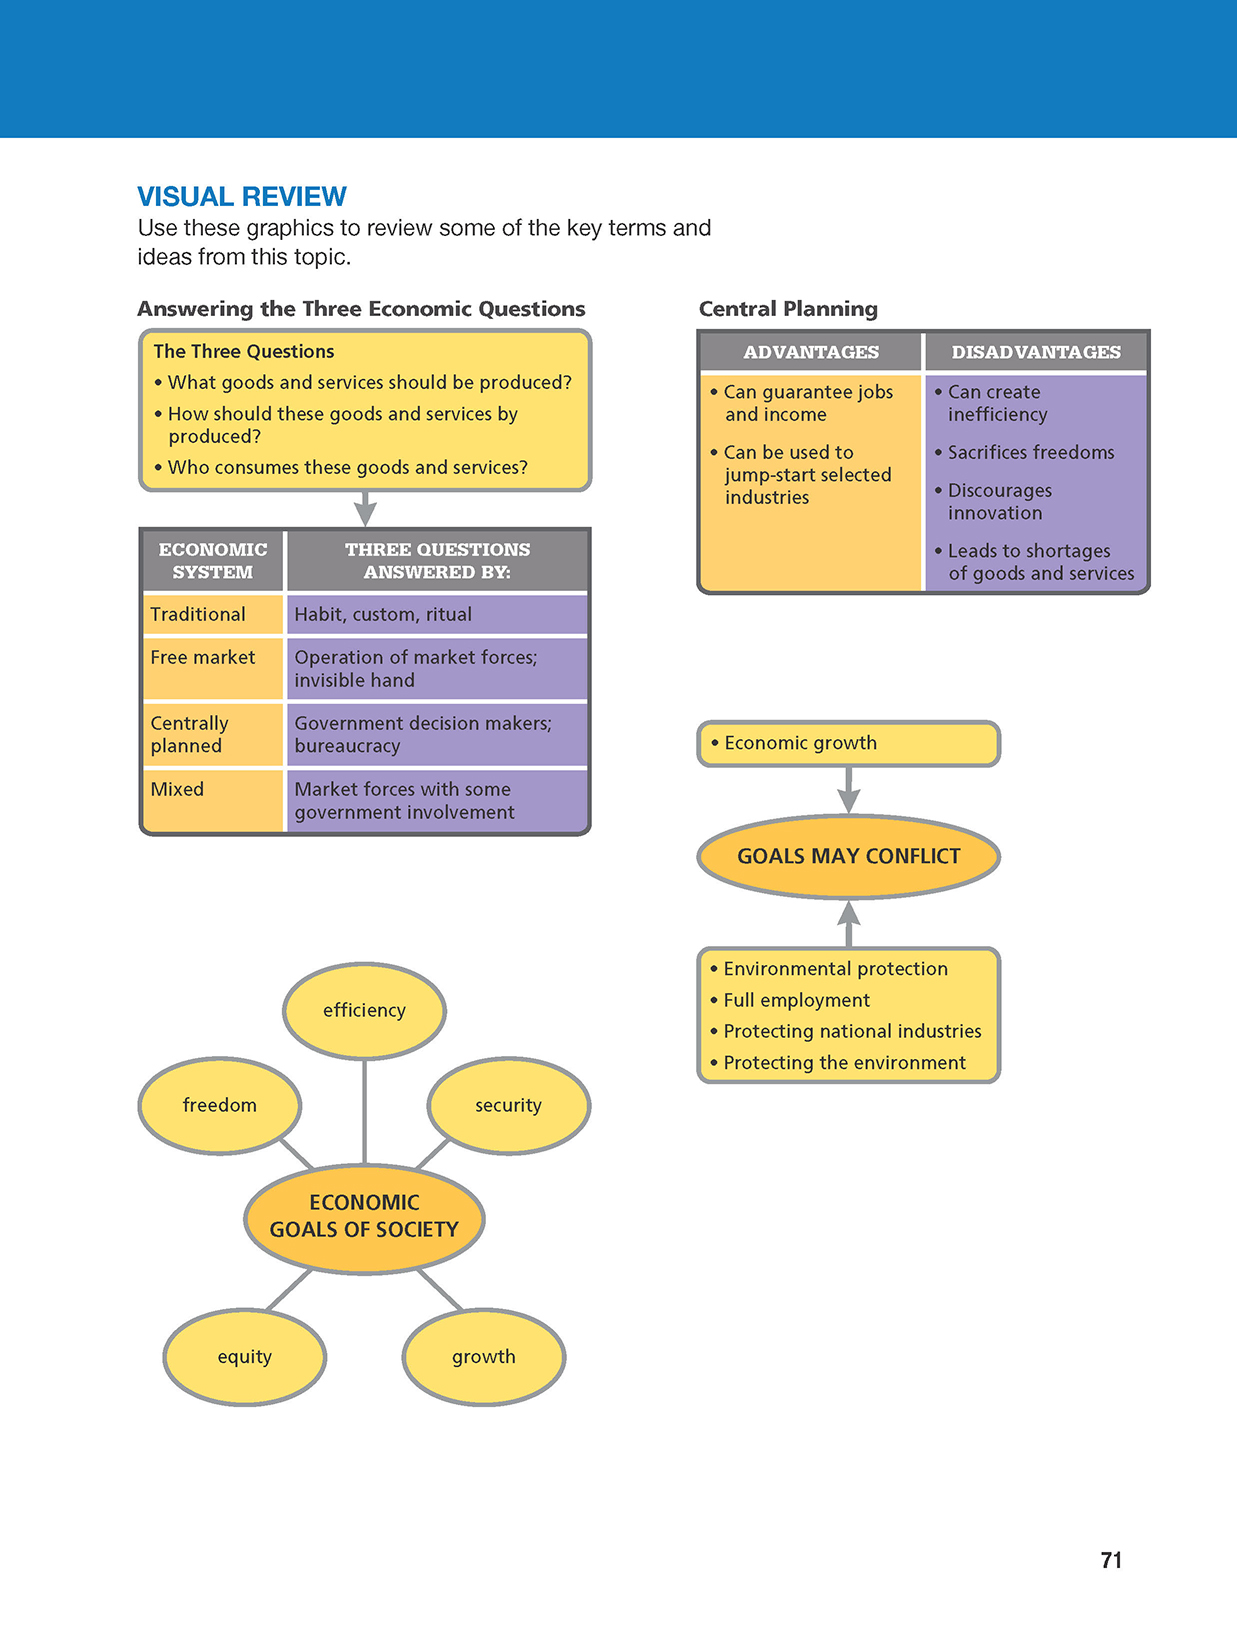 VISUAL REVIEW
Use these graphics to review some of the key terms and
ideas from this topic.
Answering the Three Economic Questions
The Three Questions
• What goods and services should be produced?
• How should these goods and services by
produced?
• Who consumes these goods and services?
ECONOMIC
SYSTEM
THREE QUESTIONS
ANSWERED BY:
Traditional
Habit, custom, ritual
Free market
Operation of market forces;
invisible hand
Centrally
planned
Government decision makers;
bureaucracy
Mixed
Market forces with some
government involvement
efficiency
freedom
security
ECONOMIC
GOALS OF SOCIETY
equity
growth
Central Planning
ADVANTAGES
DISADVANTAGES
• Can guarantee jobs
and income
• Can be used to
jump-start selected
industries
• Can create
inefficiency
• Sacrifices freedoms
• Discourages
innovation
• Leads to shortages
of goods and services
• Economic growth
GOALS MAY CONFLICT
• Environmental protection
• Full employment
• Protecting national industries
• Protecting the environment
71